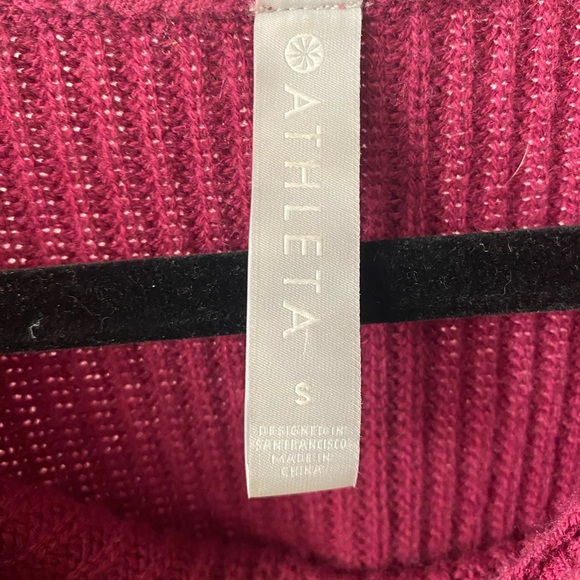 ATHLETA
S
DESIGNED IN
SAN FRANCISCO
MADE IN
CHINA